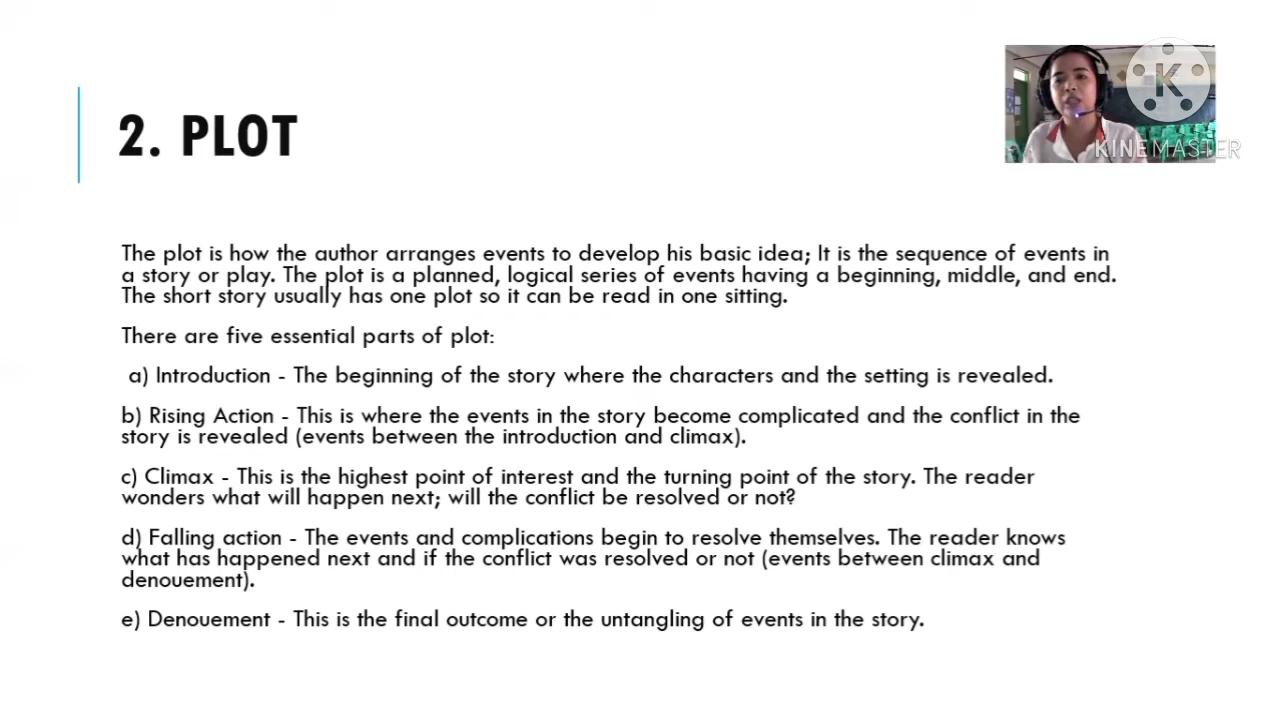 2. PLOT
K
KINEMASTER
The plot is how the author arranges events to develop his basic idea; It is the sequence of events in
a story or play. The plot is a planned, logical series of events having a beginning, middle, and end.
The short story usually has one plot so it can be read in one sitting.
There are five essential parts of plot:
a) Introduction - The beginning of the story where the characters and the setting is revealed.
b) Rising Action - This is where the events in the story become complicated and the conflict in the
story is revealed (events between the introduction and climax).
c) Climax - This is the highest point of interest and the turning point of the story. The reader
wonders what will happen next; will the conflict be resolved or not?
d) Falling action - The events and complications begin to resolve themselves. The reader knows
what has happened next and if the conflict was resolved or not (events between climax and
denouement).
e) Denouement - This is the final outcome or the untangling of events in the story.